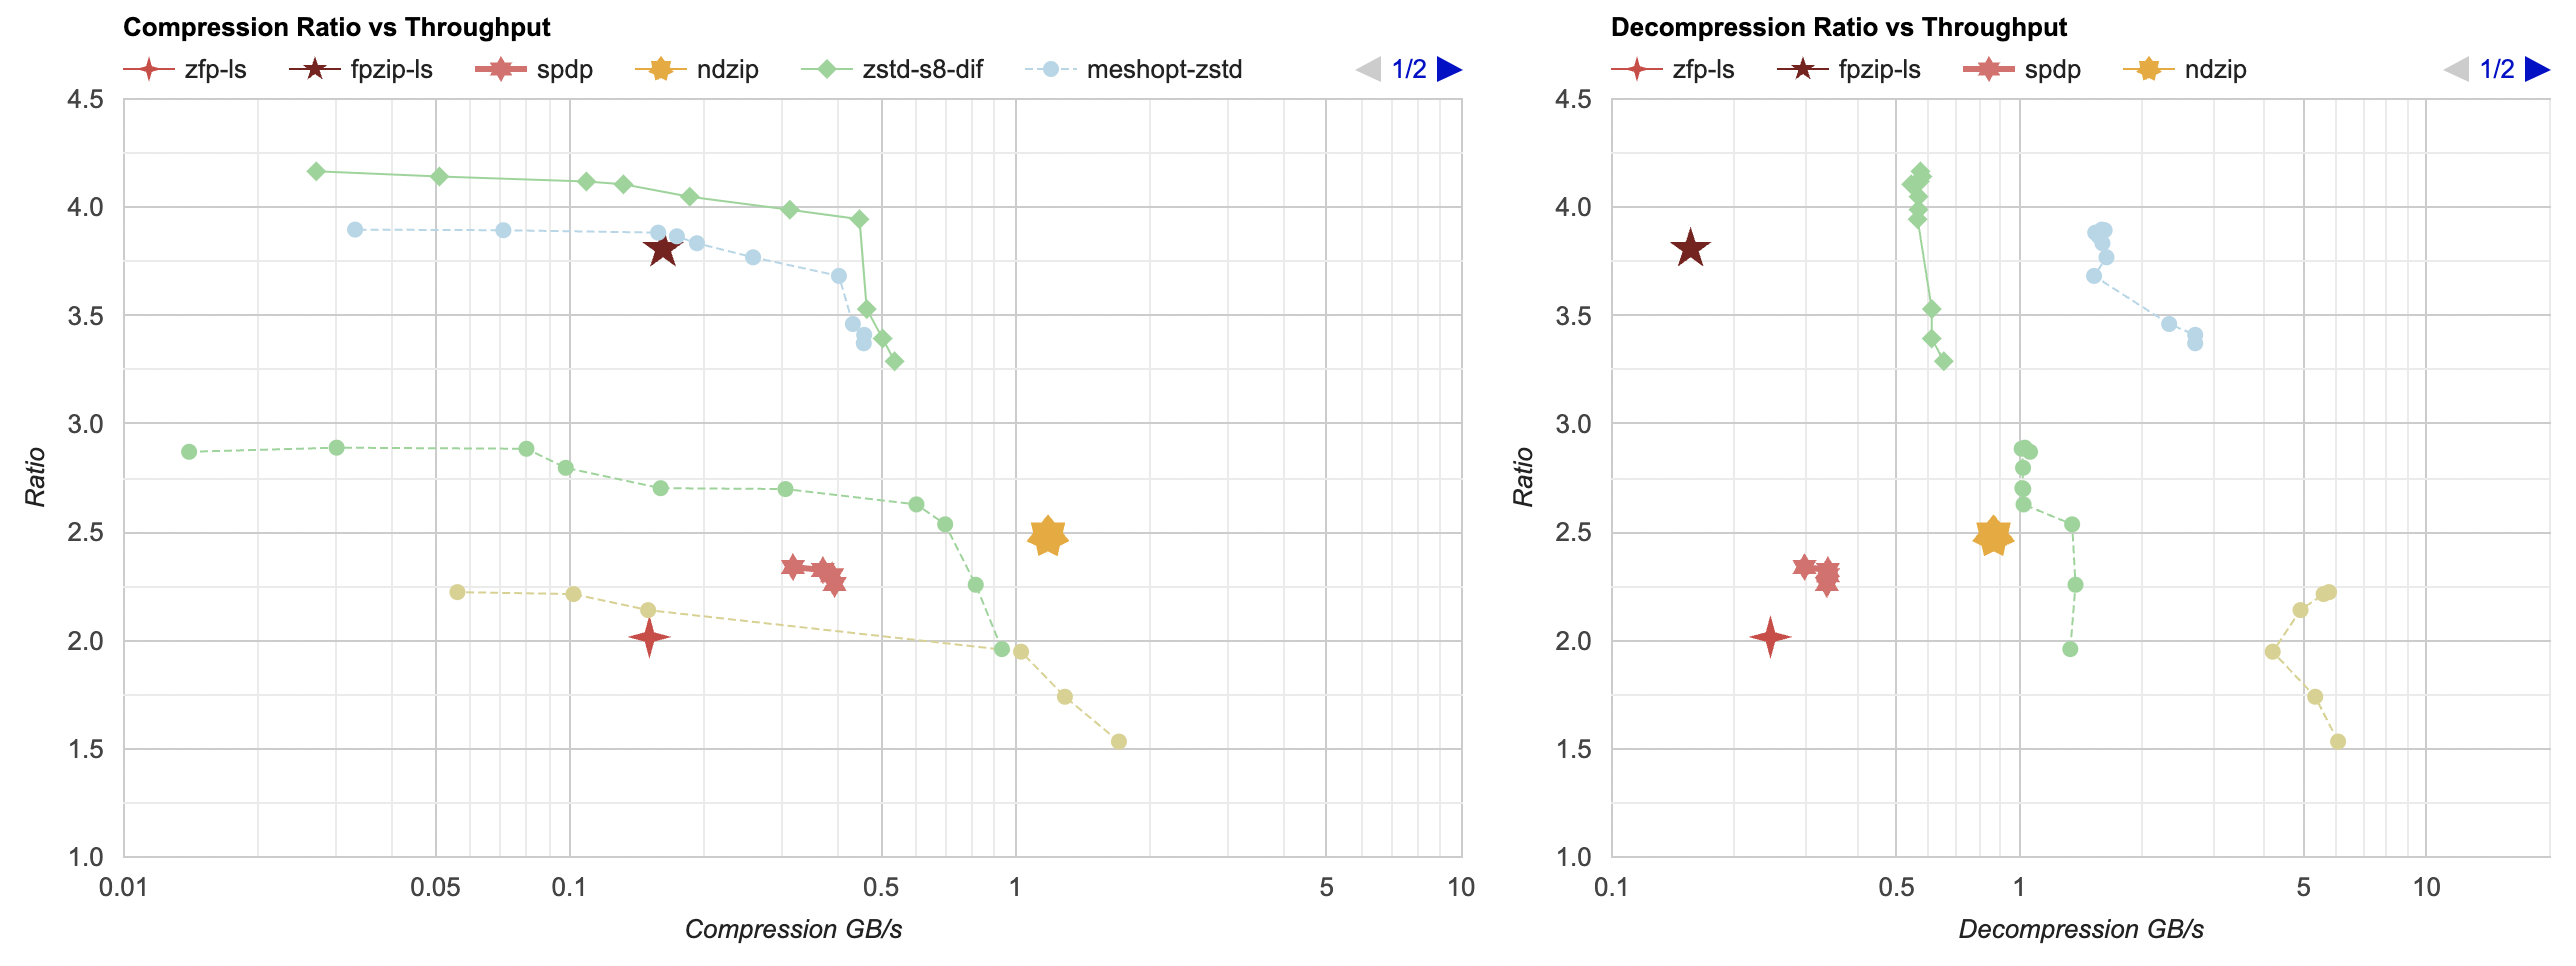 Compression Ratio vs Throughput
zfp-ls fpzip-ls spdp ndzip zstd-s8-dif meshopt-zstd 1/2
4.5
4.0
3.5
3.0
2.5
2.0
1.5
1.0
Ratio
0.01 0.05 0.1 0.5 1 5 10
Compression GB/s
Decompression Ratio vs Throughput
zfp-ls fpzip-ls spdp ndzip 1/2
4.5
4.0
3.5
3.0
2.5
2.0
1.5
1.0
Ratio
0.1 0.5 1 5 10
Decompression GB/s